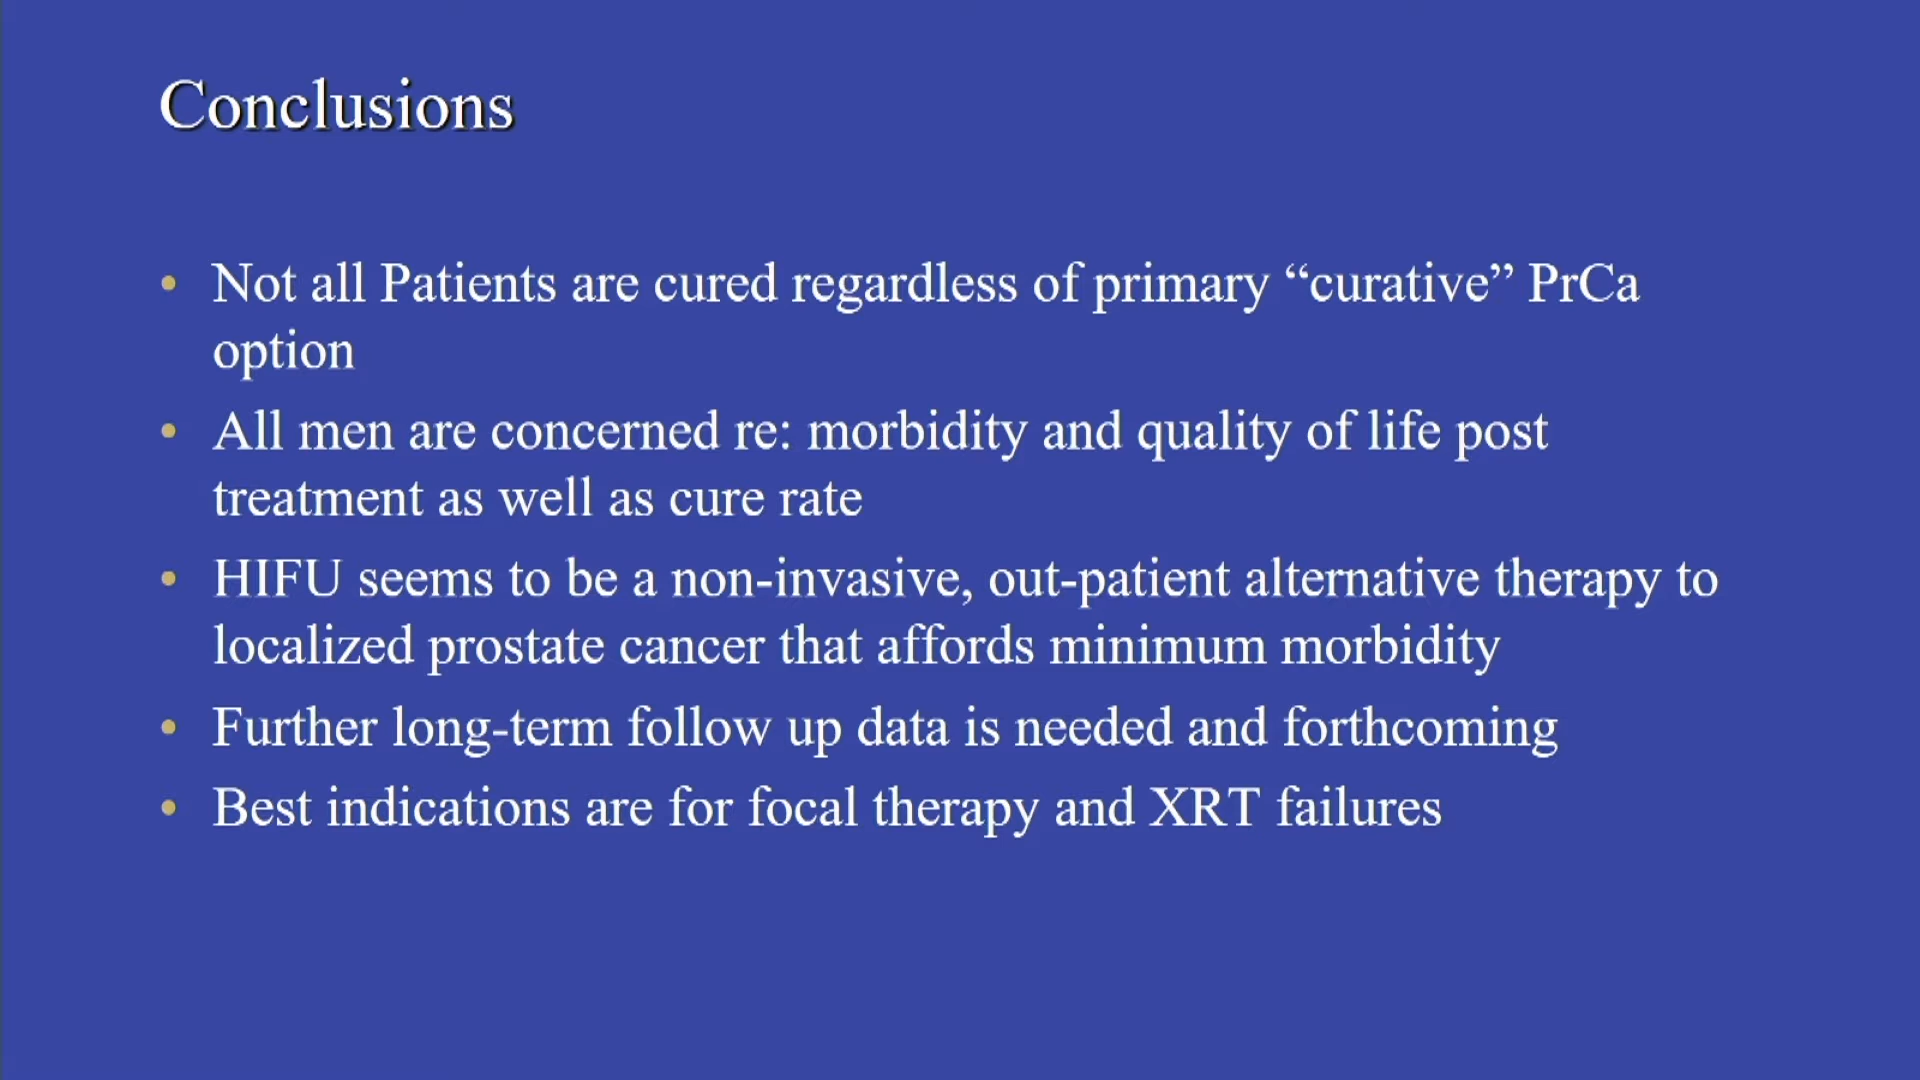 Conclusions
• Not all Patients are cured regardless of primary “curative” PrCa
option
• All men are concerned re: morbidity and quality of life post
treatment as well as cure rate
• HIFU seems to be a non-invasive, out-patient alternative therapy to
localized prostate cancer that affords minimum morbidity
• Further long-term follow up data is needed and forthcoming
• Best indications are for focal therapy and XRT failures